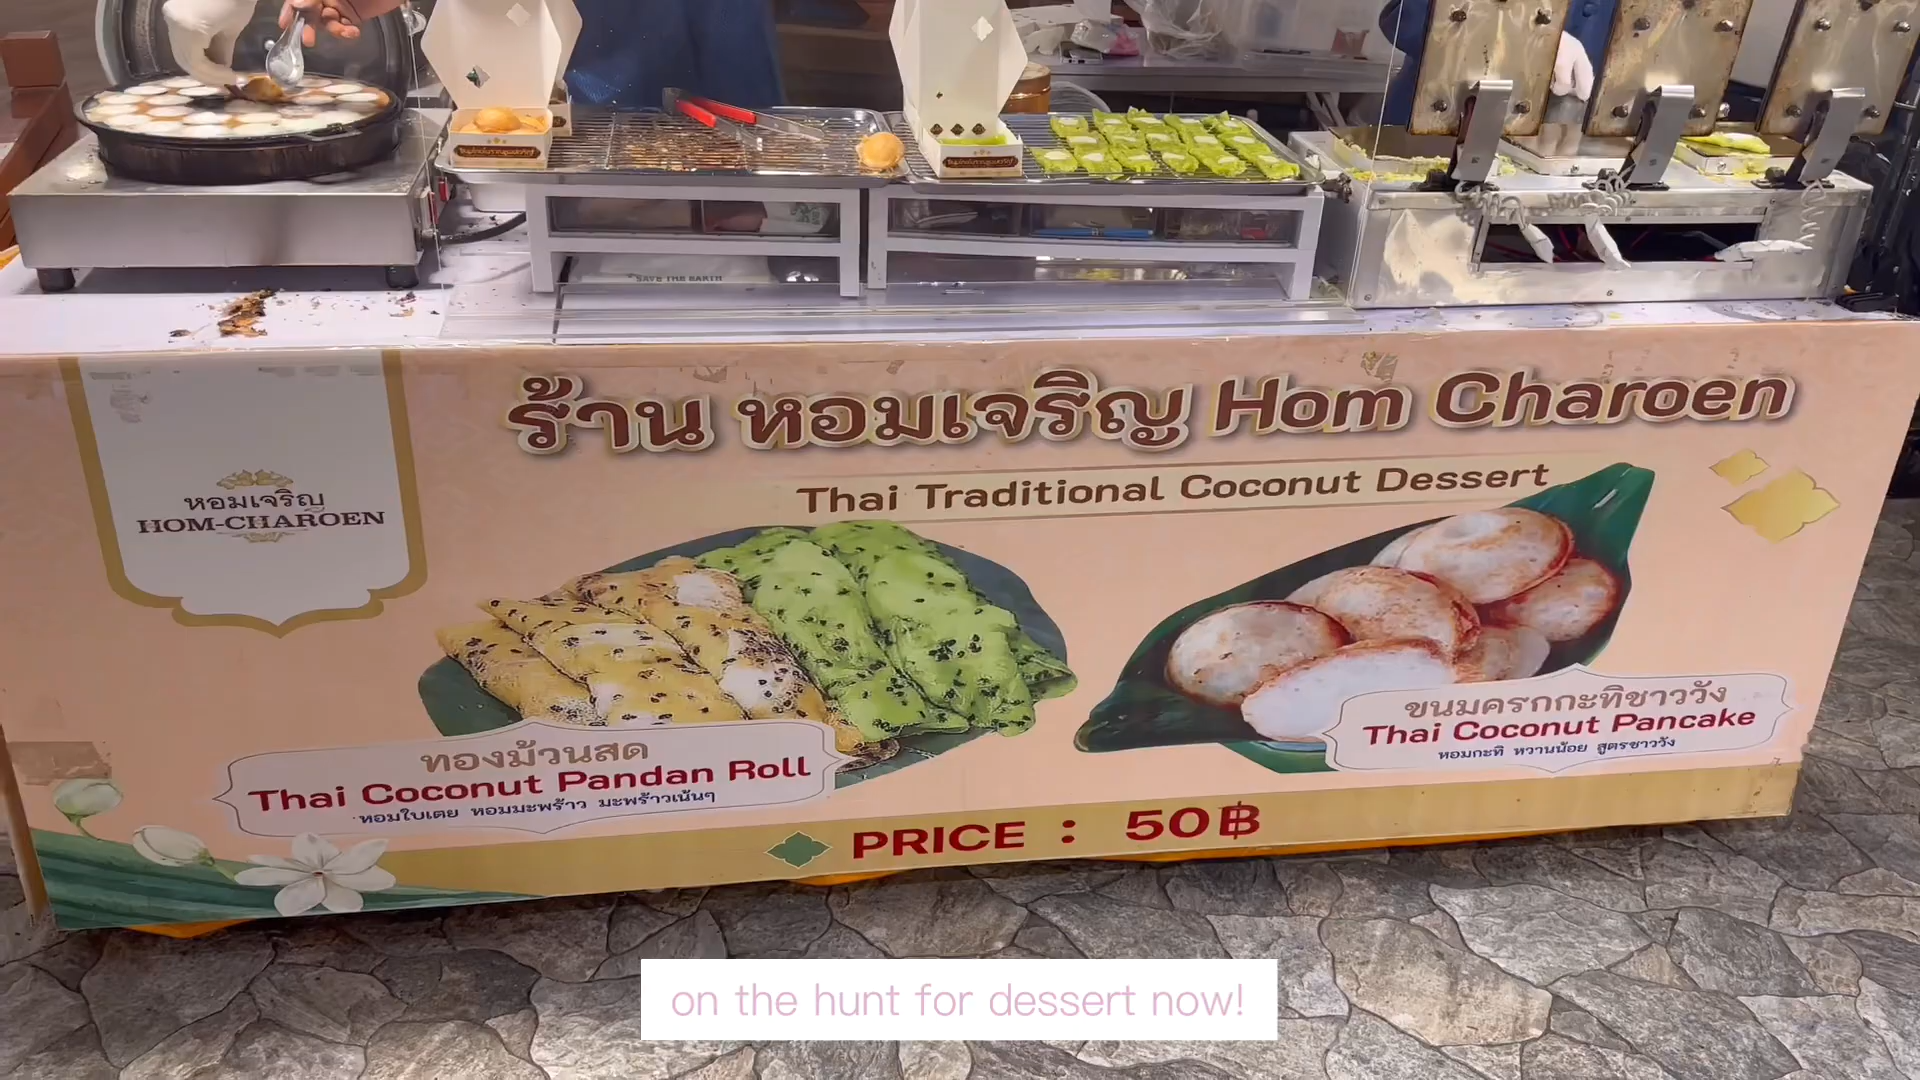 SAVE THE EARTH
ร้าน หอมเจริญ Hom Charoen
Thai Traditional Coconut Dessert
หอมเจริญ
HOM-CHAROEN
ทองม้วนสด
Thai Coconut Pandan Roll
หอมใบเตย หอมมะพร้าว มะพร้าวเน้นๆ
ขนมครกกะทิชาววัง
Thai Coconut Pancake
หอมกะทิ หวานน้อย สูตรชาววัง
PRICE : 50฿
on the hunt for dessert now!